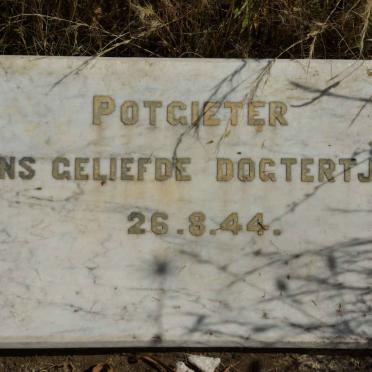 POTGIETER
NS GELIEFDE DOGTERTJ
26.8.44.